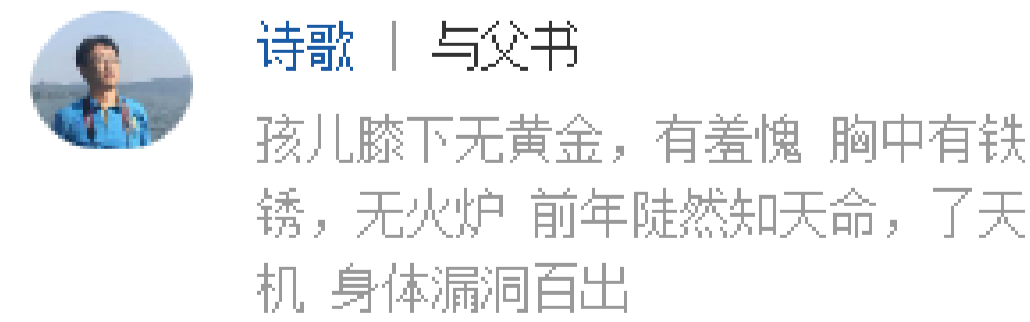 诗歌 | 与父书
孩儿膝下无黄金，有羞愧 胸中有铁
锈，无火炉 前年陡然知天命，了天
机 身体漏洞百出